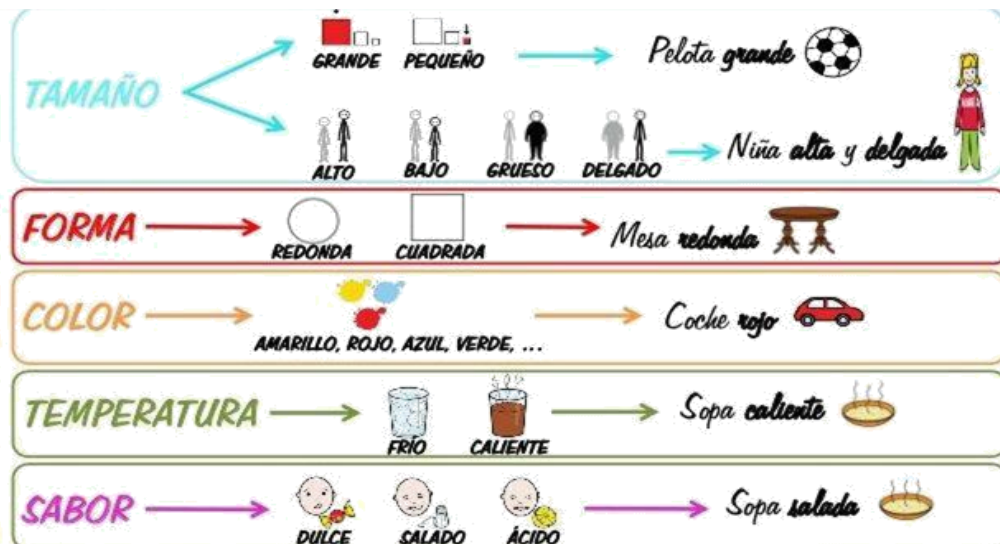 TAMAÑO
GRANDE PEQUEÑO
Pelota grande
ALTO BAJO GRUESO DELGADO
Niña alta y delgada
FORMA
REDONDA CUADRADA
Mesa redonda
COLOR
AMARILLO, ROJO, AZUL, VERDE, ...
Coche rojo
TEMPERATURA
FRÍO CALIENTE
Sopa caliente
SABOR
DULCE SALADO ÁCIDO
Sopa salada